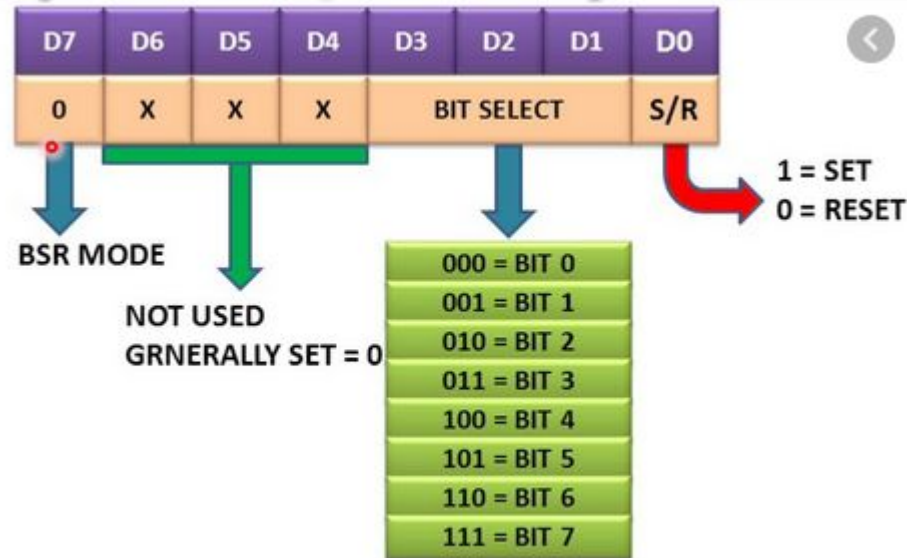 D7 D6 D5 D4 D3 D2 D1 D0
0 X X X BIT SELECT S/R
1 = SET
0 = RESET
BSR MODE
NOT USED
GRNERALLY SET = 0
000 = BIT 0
001 = BIT 1
010 = BIT 2
011 = BIT 3
100 = BIT 4
101 = BIT 5
110 = BIT 6
111 = BIT 7